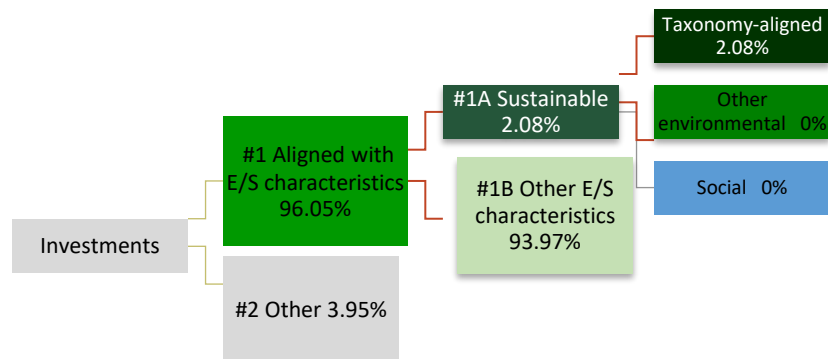 Taxonomy-aligned
2.08%
#1A Sustainable
2.08%
Other
environmental 0%
#1 Aligned with
E/S characteristics
96.05%
#1B Other E/S
characteristics
93.97%
Social 0%
Investments
#2 Other 3.95%